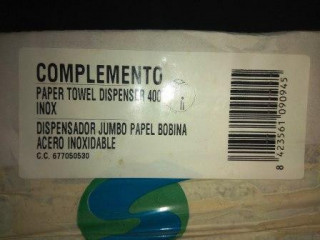 COMPLEMENTO
PAPER TOWEL DISPENSER 400
INOX
DISPENSADOR JUMBO PAPEL BOBINA
ACERO INOXIDABLE
C.C. 677050530
8 423561 090945